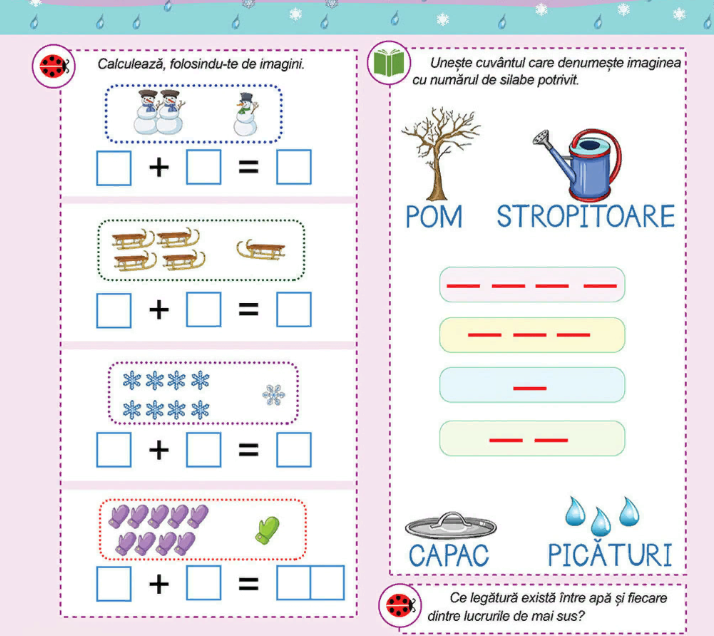 Calculează, folosindu-te de imagini.
+ =
+ =
+ =
+ =
Unește cuvântul care denumește imaginea
cu numărul de silabe potrivit.
POM STROPITOARE
CAPAC PICĂTURI
Ce legătură există între apă și fiecare
dintre lucrurile de mai sus?